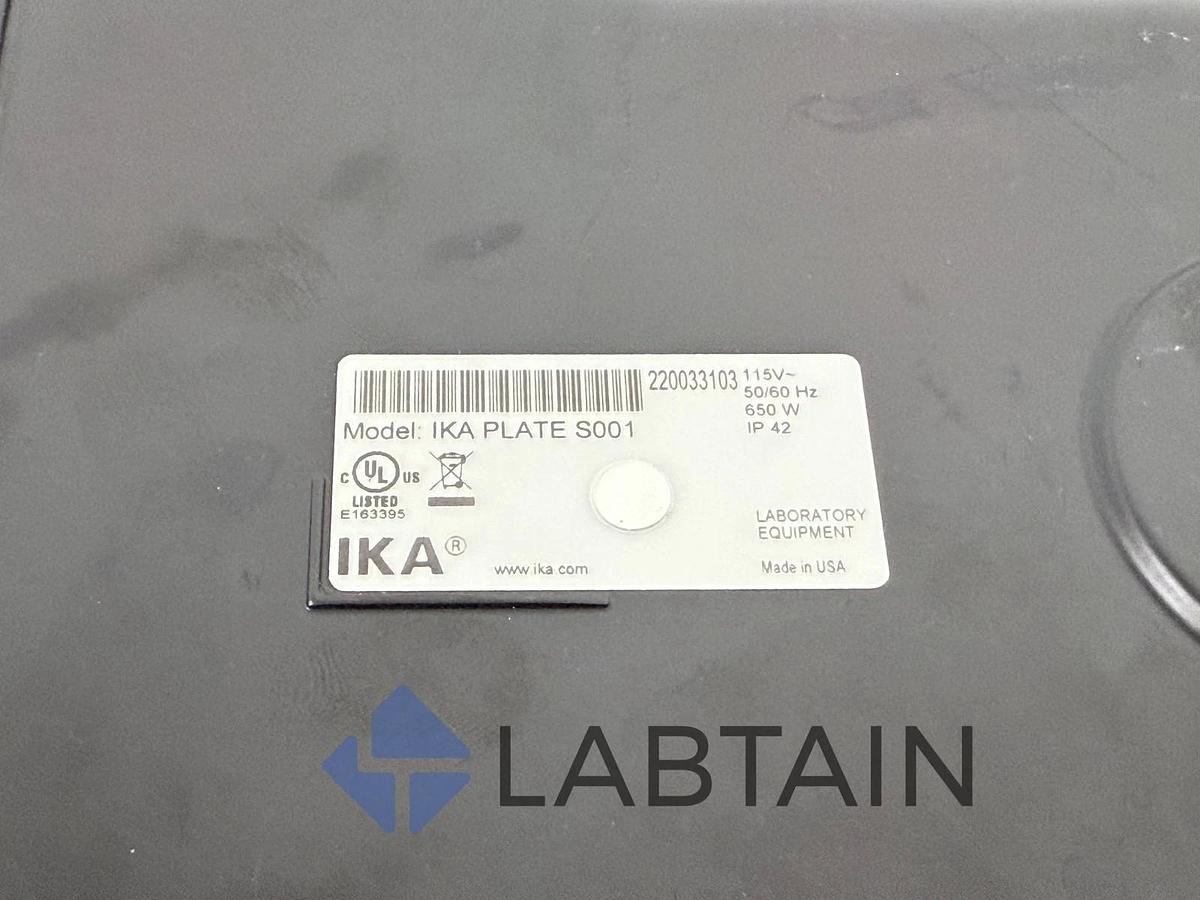 220033103
115V~
50/60 Hz
650 W
IP 42
Model: IKA PLATE S001
C UL US
LISTED
E163395
LABORATORY
EQUIPMENT
IKA®
www.ika.com
Made in USA
LABTAIN